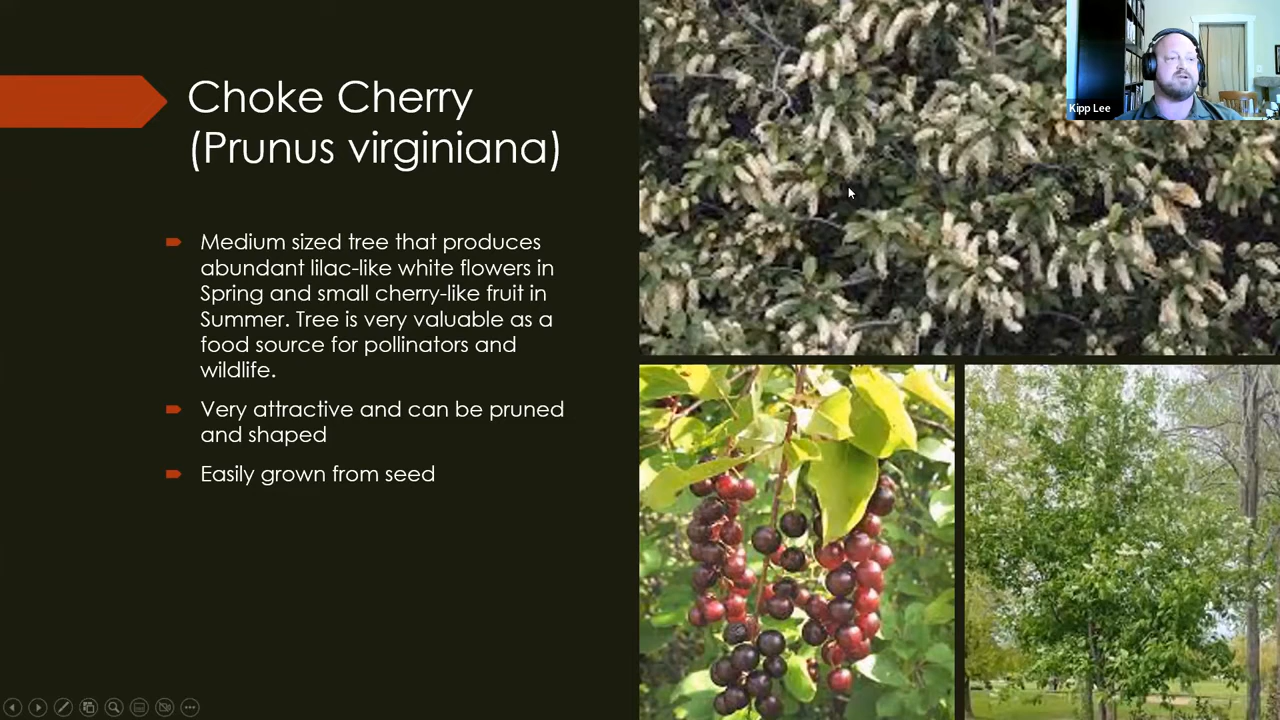 Choke Cherry
(Prunus virginiana)
Medium sized tree that produces
abundant lilac-like white flowers in
Spring and small cherry-like fruit in
Summer. Tree is very valuable as a
food source for pollinators and
wildlife.
Very attractive and can be pruned
and shaped
Easily grown from seed
Kipp Lee